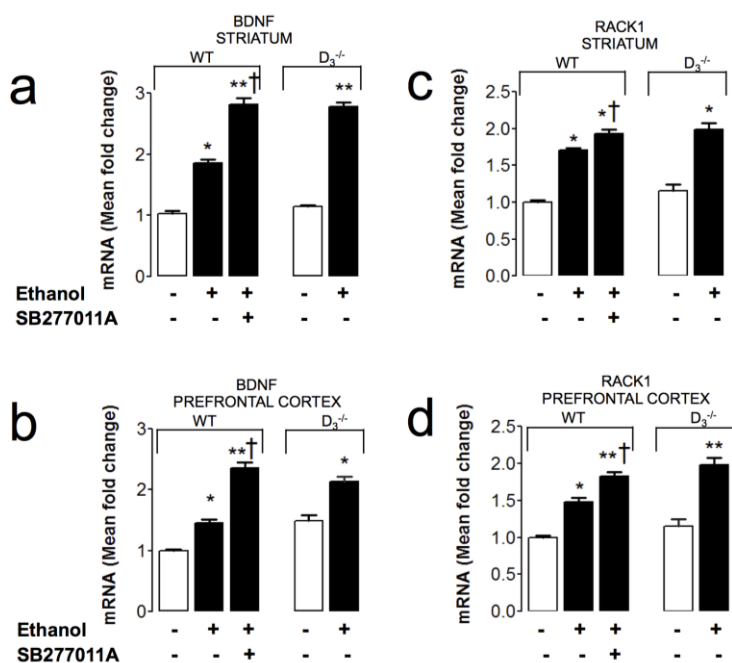 a
BDNF
STRIATUM
WT
D3-/-
mRNA (Mean fold change)
3
2
1
0
*
**†
**
Ethanol - + + - +
SB277011A - - + - -
c
RACK1
STRIATUM
WT
D3-/-
mRNA (Mean fold change)
2.5
2.0
1.5
1.0
0.5
0.0
*
*†
*
- + + - +
- - + - -
b
BDNF
PREFRONTAL CORTEX
WT
D3-/-
mRNA (Mean fold change)
3
2
1
0
*
**†
*
Ethanol - + + - +
SB277011A - - + - -
d
RACK1
PREFRONTAL CORTEX
WT
D3-/-
mRNA (Mean fold change)
2.5
2.0
1.5
1.0
0.5
0.0
*
**†
**
- + + - +
- - + - -